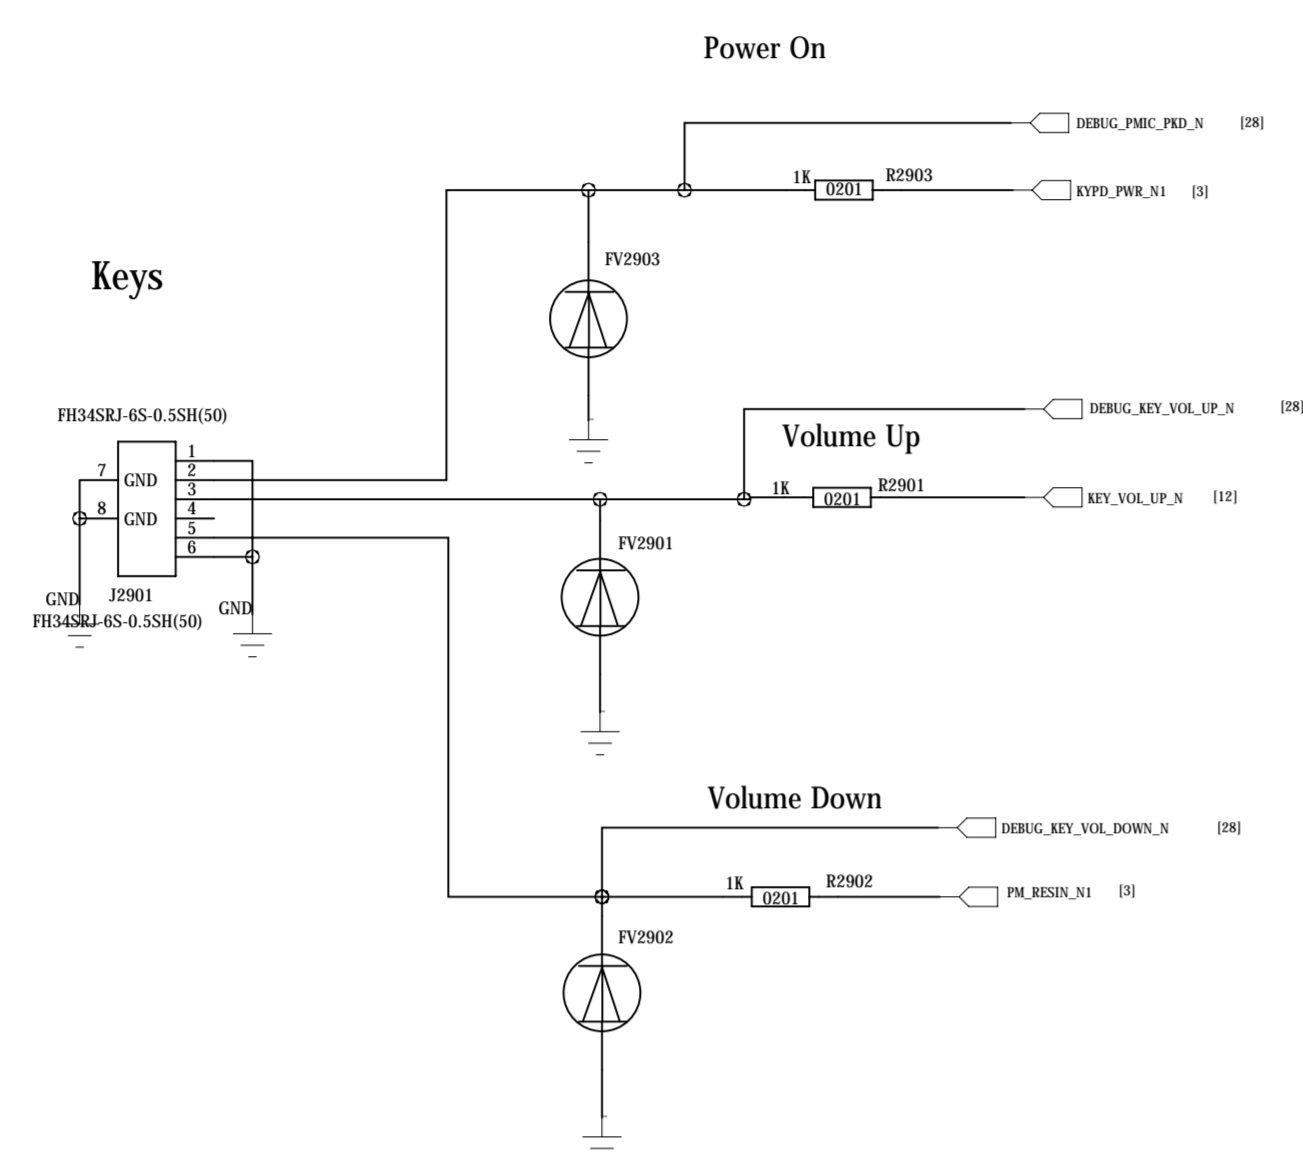 Power On
DEBUG_PMIC_PKD_N [28]
1K 0201 R2903 KYPD_PWR_N1 [3]
FV2903
Keys
FH34SRJ-6S-0.5SH(50)
DEBUG_KEY_VOL_UP_N [28]
Volume Up
1K 0201 R2901 KEY_VOL_UP_N [12]
1
7 GND 2
3
8 GND 4
5
6
FV2901
GND J2901 GND
FH34SRJ-6S-0.5SH(50)
Volume Down
DEBUG_KEY_VOL_DOWN_N [28]
1K 0201 R2902 PM_RESIN_N1 [3]
FV2902